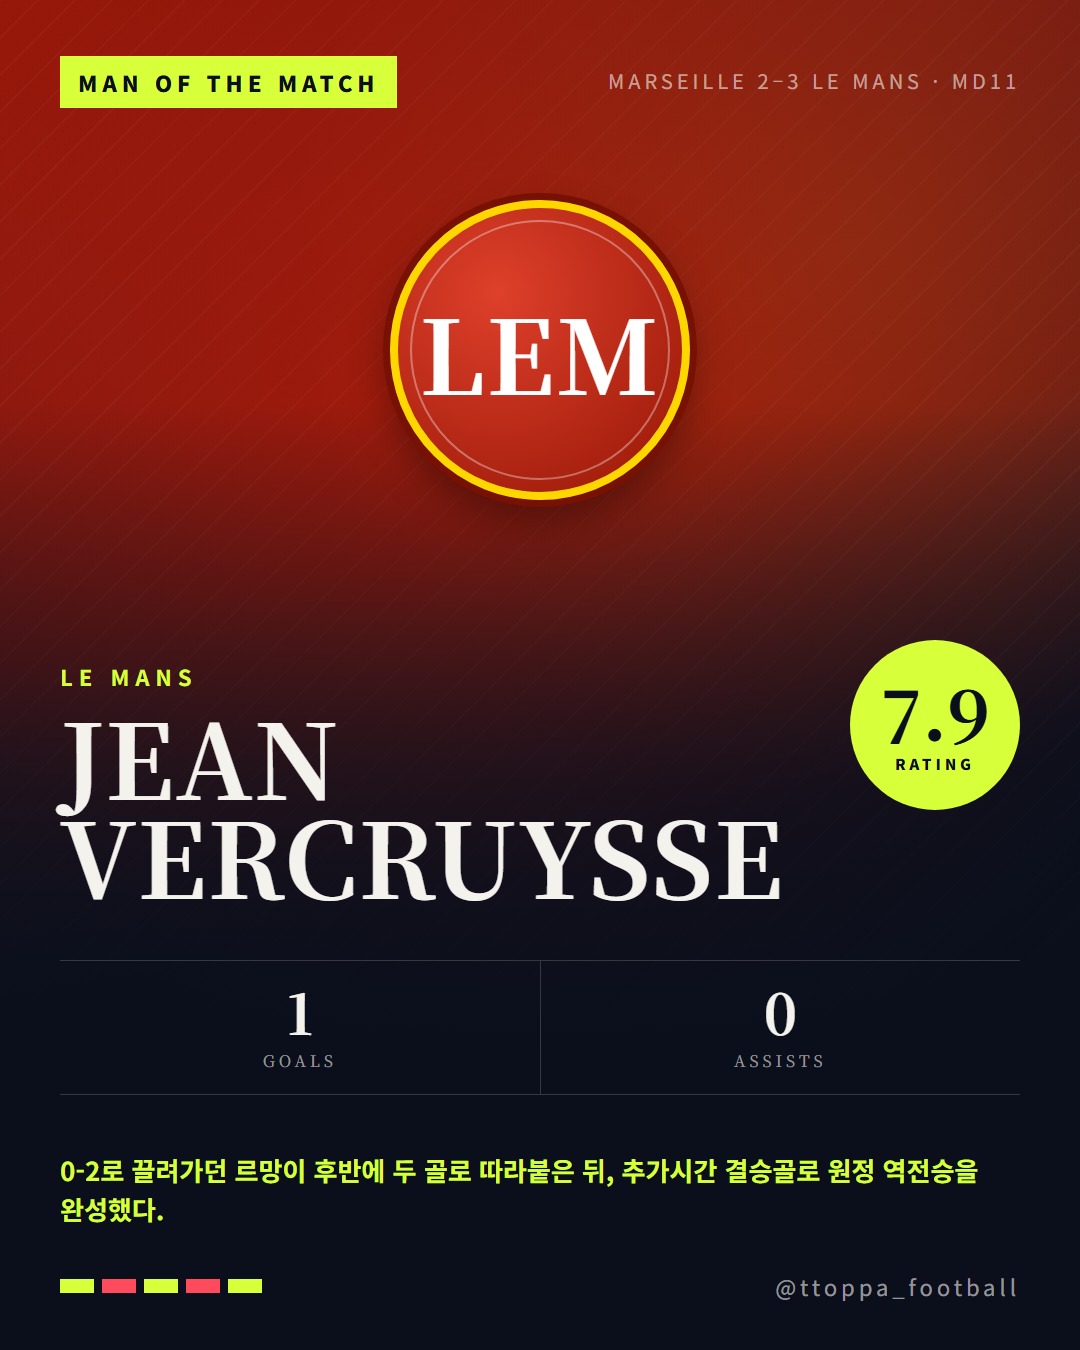 MAN OF THE MATCH
MARSEILLE 2–3 LE MANS · MD11
LEM
LE MANS
JEAN
VERCRUYSSE
7.9
RATING
1
GOALS
0
ASSISTS
0-2로 끌려가던 르망이 후반에 두 골로 따라붙은 뒤, 추가시간 결승골로 원정 역전승을
완성했다.
@ttoppa_football